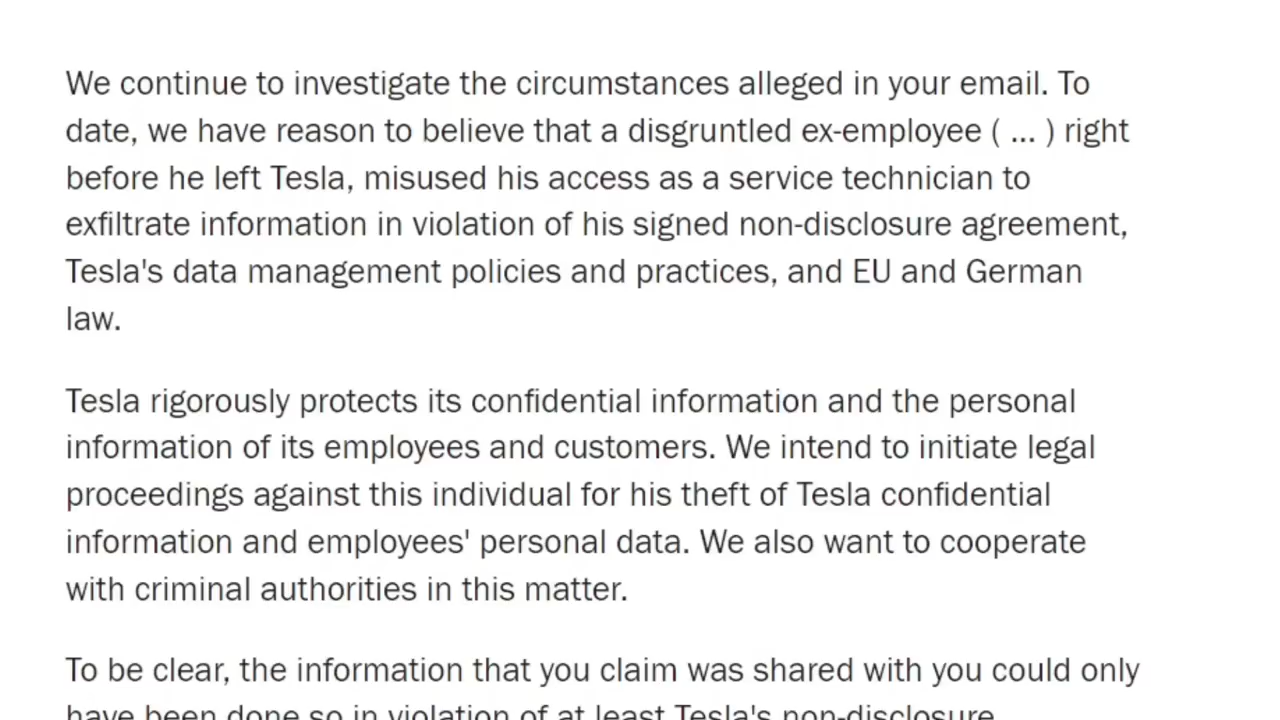 We continue to investigate the circumstances alleged in your email. To
date, we have reason to believe that a disgruntled ex-employee ( ... ) right
before he left Tesla, misused his access as a service technician to
exfiltrate information in violation of his signed non-disclosure agreement,
Tesla's data management policies and practices, and EU and German
law.
Tesla rigorously protects its confidential information and the personal
information of its employees and customers. We intend to initiate legal
proceedings against this individual for his theft of Tesla confidential
information and employees' personal data. We also want to cooperate
with criminal authorities in this matter.
To be clear, the information that you claim was shared with you could only
have been done so in violation of at least Tesla's non-disclosure